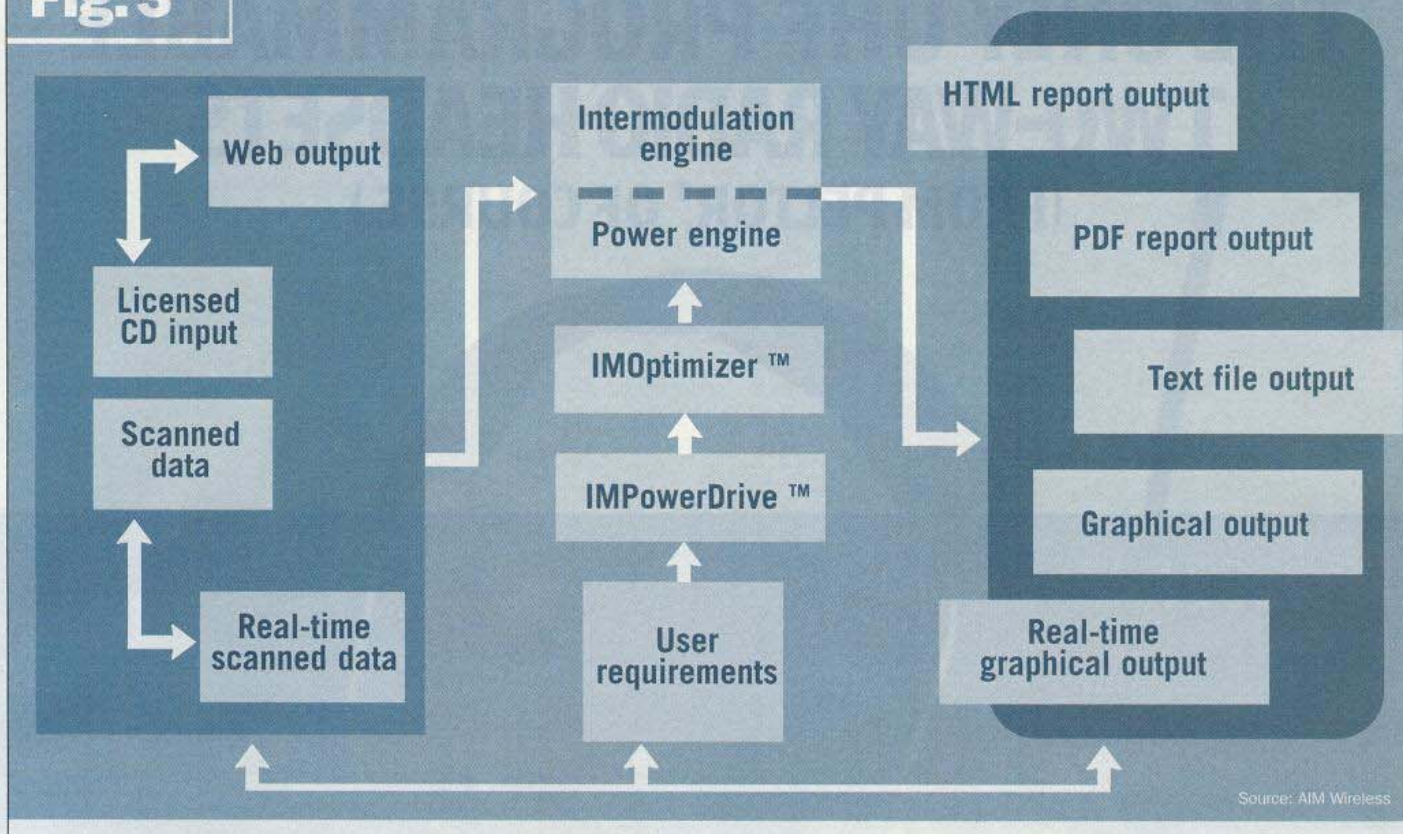 Fig. 3
Web output
Licensed
CD input
Scanned
data
Real-time
scanned data
Intermodulation
engine
Power engine
IMOptimizer ™
IMPowerDrive ™
User
requirements
HTML report output
PDF report output
Text file output
Graphical output
Real-time
graphical output
Source: AIM Wireless